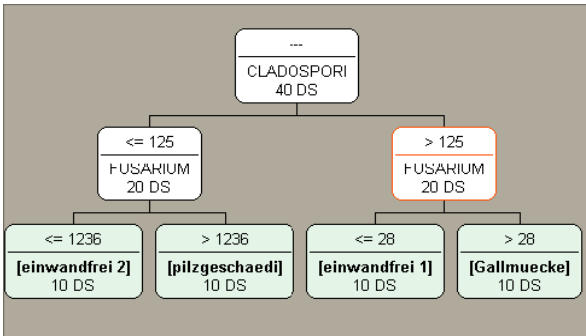 ---
CLADOSPORI
40 DS
<= 125
FUSARIUM
20 DS
> 125
FUSARIUM
20 DS
<= 1236
[einwandfrei 2]
10 DS
> 1236
[pilzgeschaedi]
10 DS
<= 28
[einwandfrei 1]
10 DS
> 28
[Gallmuecke]
10 DS